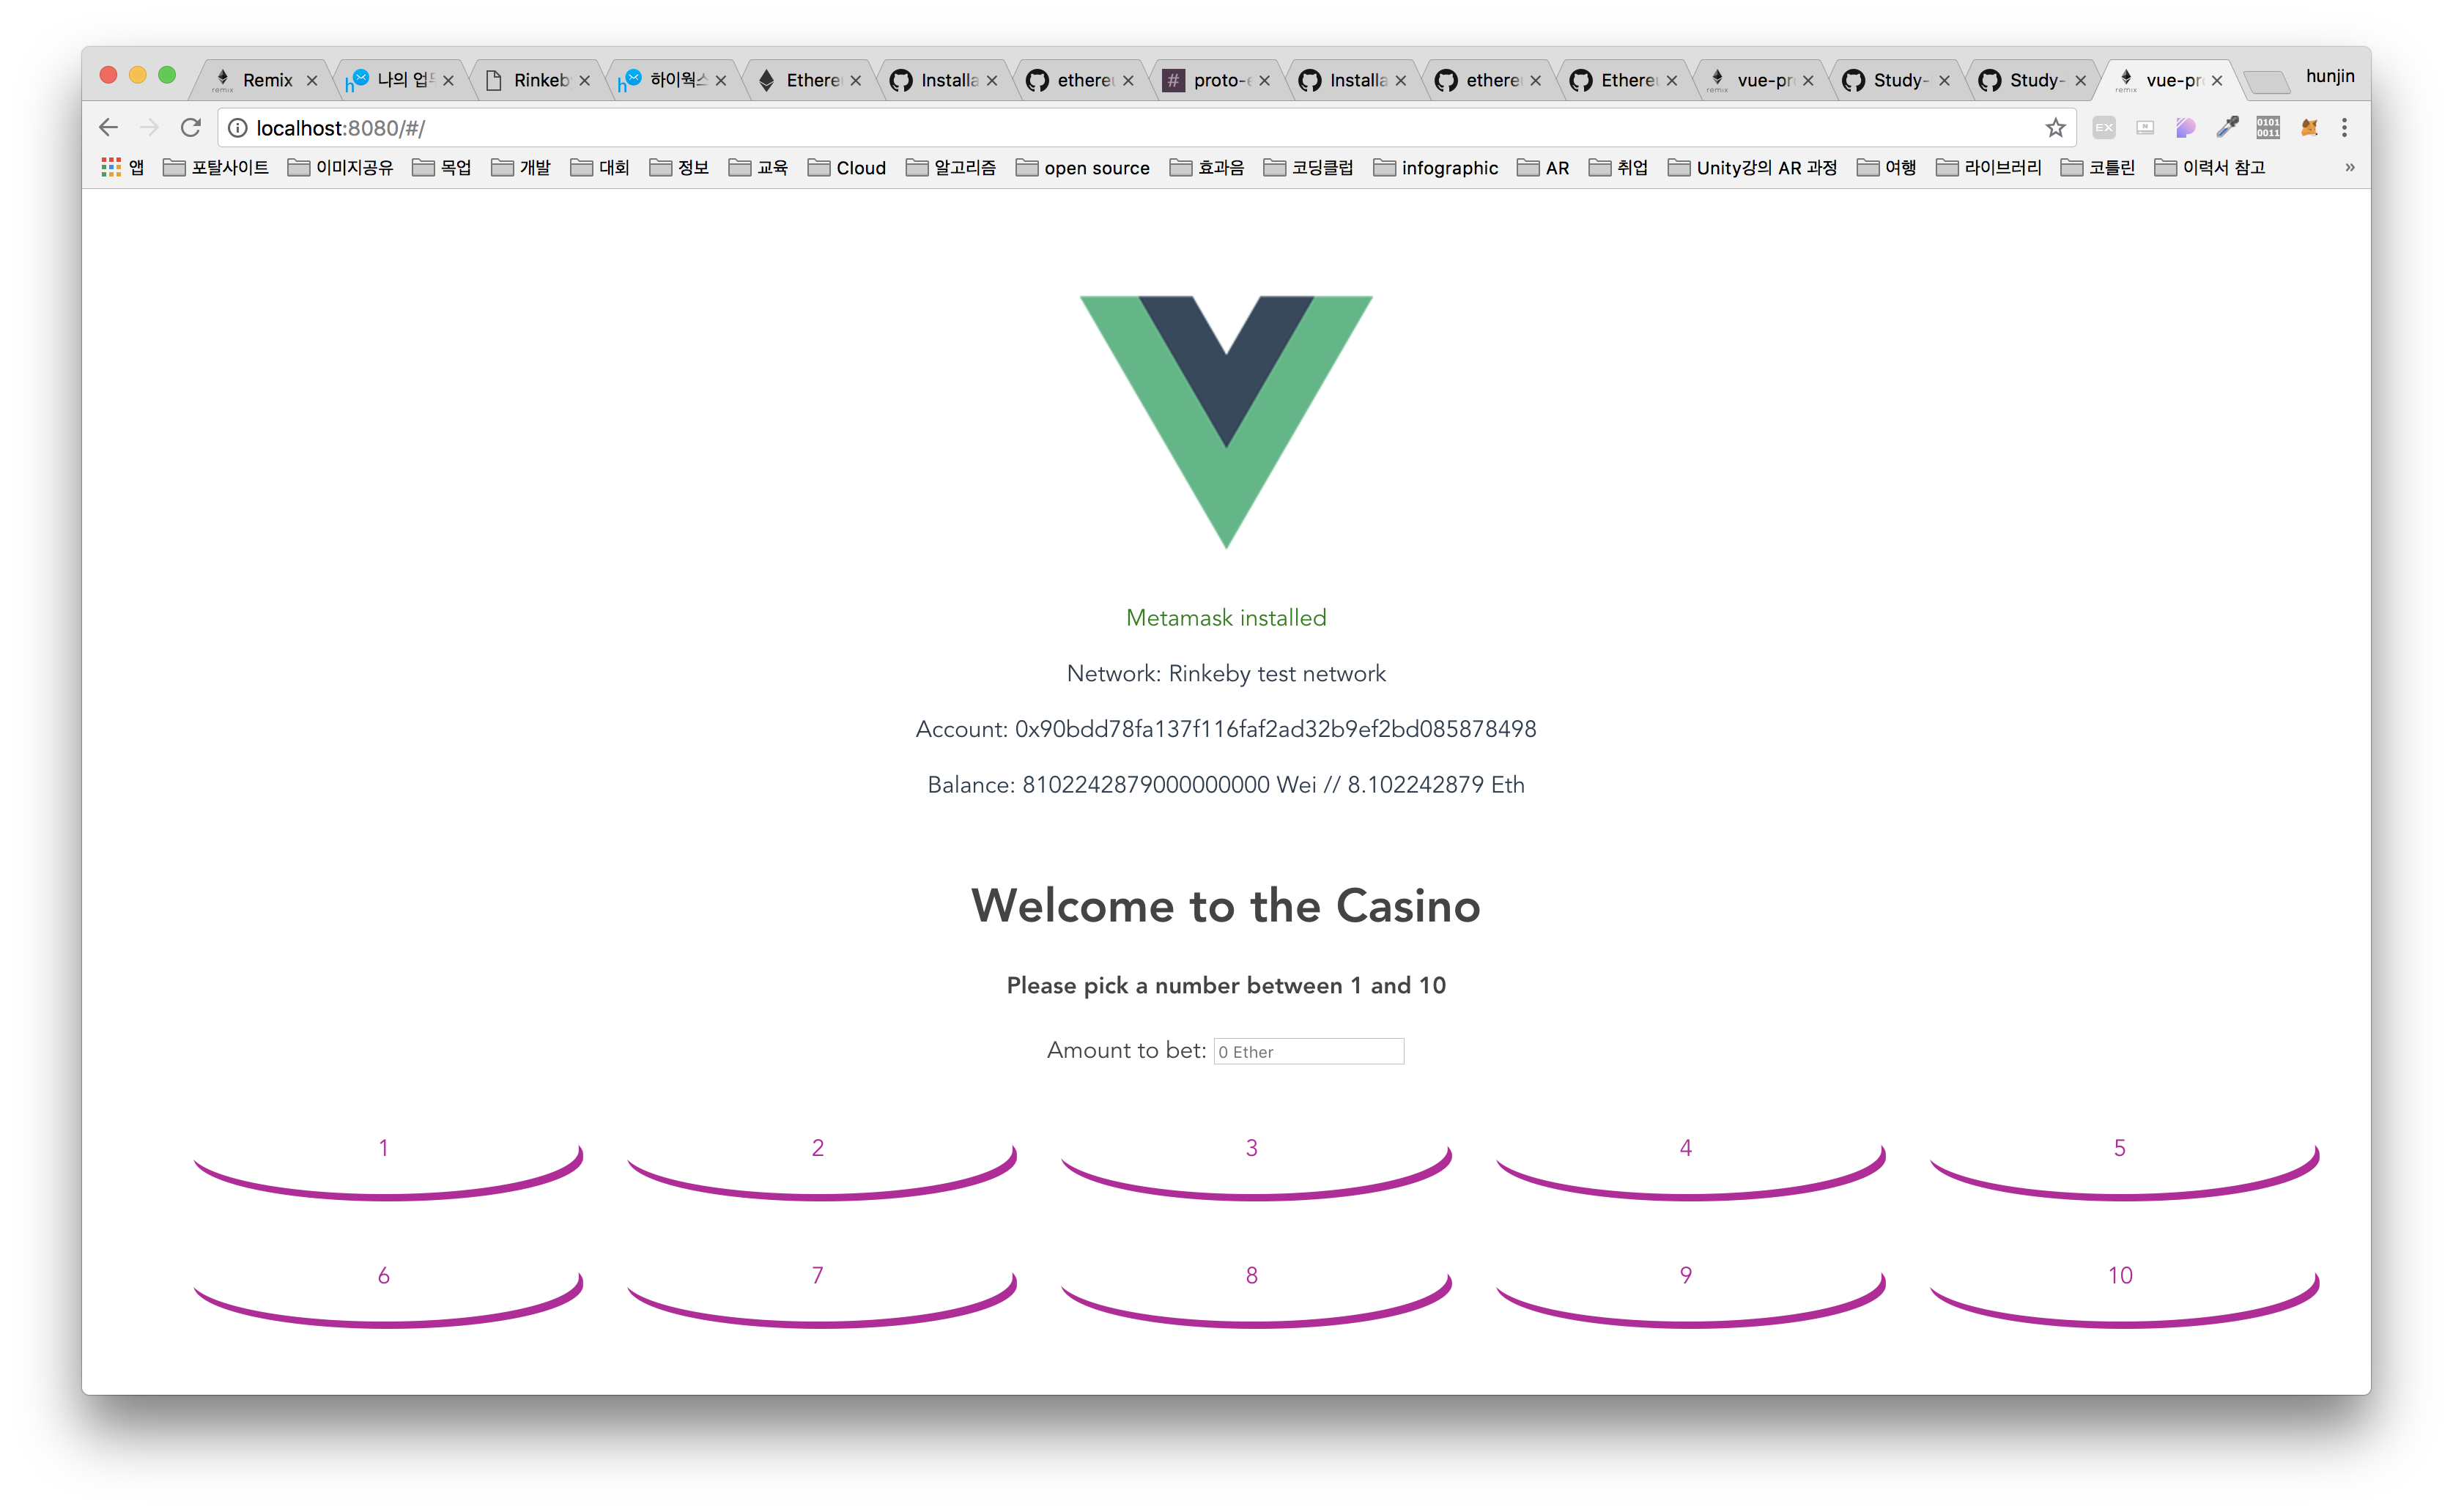 Remix 나의 업 Rinkeb 하이웍스 Ethere Installa ethere proto-e Installa ethere Ethere vue-pr Study- Study- vue-pr hunjin
localhost:8080/#/
앱 포탈사이트 이미지공유 목업 개발 대회 정보 교육 Cloud 알고리즘 open source 효과음 코딩클럽 infographic AR 취업 Unity강의 AR 과정 여행 라이브러리 코틀린 이력서 참고 »
Metamask installed
Network: Rinkeby test network
Account: 0x90bdd78fa137f116faf2ad32b9ef2bd085878498
Balance: 8102242879000000000 Wei // 8.102242879 Eth
Welcome to the Casino
Please pick a number between 1 and 10
Amount to bet: 0 Ether
1 2 3 4 5
6 7 8 9 10